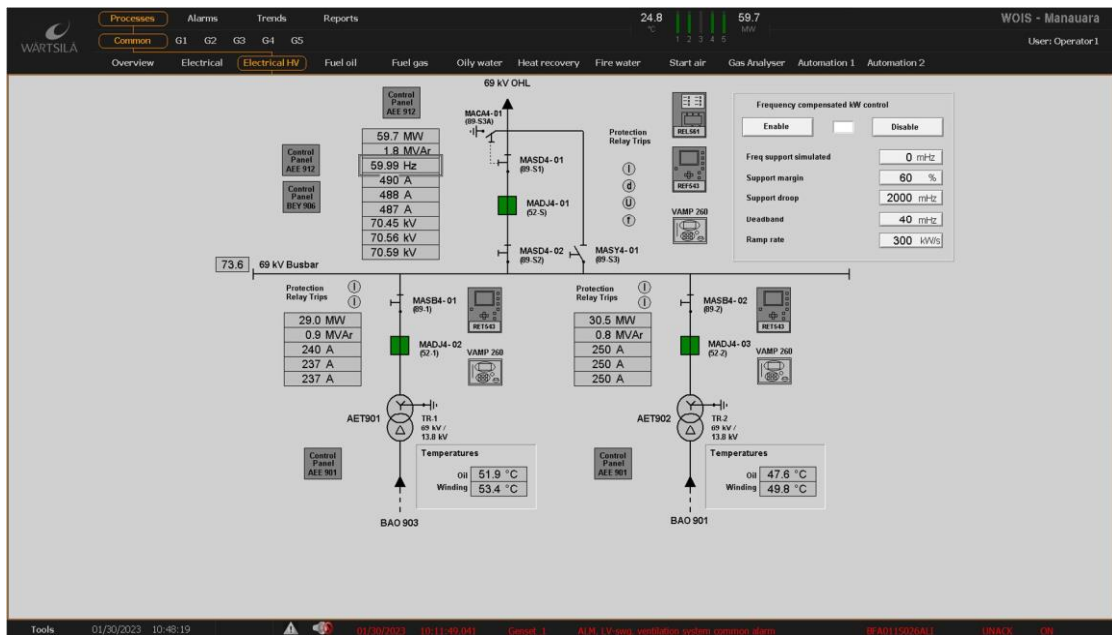 WÄRTSILÄ
Processes Alarms Trends Reports 24.8 °C 1 2 3 4 5 59.7 MW WOIS - Manauara
Common G1 G2 G3 G4 G5 User: Operator1
Overview Electrical Electrical HV Fuel oil Fuel gas Oily water Heat recovery Fire water Start air Gas Analyser Automation 1 Automation 2
69 kV OHL
Control Panel AEE 912
MACA4-01
(89-S3A)
59.7 MW
1.8 MVAr
59.99 Hz
490 A
488 A
487 A
70.45 kV
70.56 kV
70.59 kV
Control Panel AEE 912
Control Panel BEY 906
MASD4-01
(89-S1)
MADJ4-01
(52-S)
MASD4-02
(89-S2)
MASY4-01
(89-S3)
Protection
Relay Trips
I
d
U
f
REL561
REF543
VAMP 260
Frequency compensated kW control
Enable Disable
Freq support simulated 0 mHz
Support margin 60 %
Support droop 2000 mHz
Deadband 40 mHz
Ramp rate 300 kW/s
73.6 69 kV Busbar
Protection
Relay Trips
I
I
29.0 MW
0.9 MVAr
240 A
237 A
237 A
MASB4-01
(89-1)
MADJ4-02
(52-1)
RET543
VAMP 260
AET901
TR-1
69 kV /
13.8 kV
Control Panel AEE 901
Temperatures
Oil 51.9 °C
Winding 53.4 °C
BAO 903
Protection
Relay Trips
I
I
30.5 MW
0.8 MVAr
250 A
250 A
250 A
MASB4-02
(89-2)
MADJ4-03
(52-2)
RET543
VAMP 260
AET902
TR-2
69 kV /
13.8 kV
Control Panel AEE 901
Temperatures
Oil 47.6 °C
Winding 49.8 °C
BAO 901
Tools 01/30/2023 10:48:19 01/30/2023 10:11:49.041 Genset 1 ALM, LV-swg, ventilation system common alarm BFA011S026AL1 UNACK ON